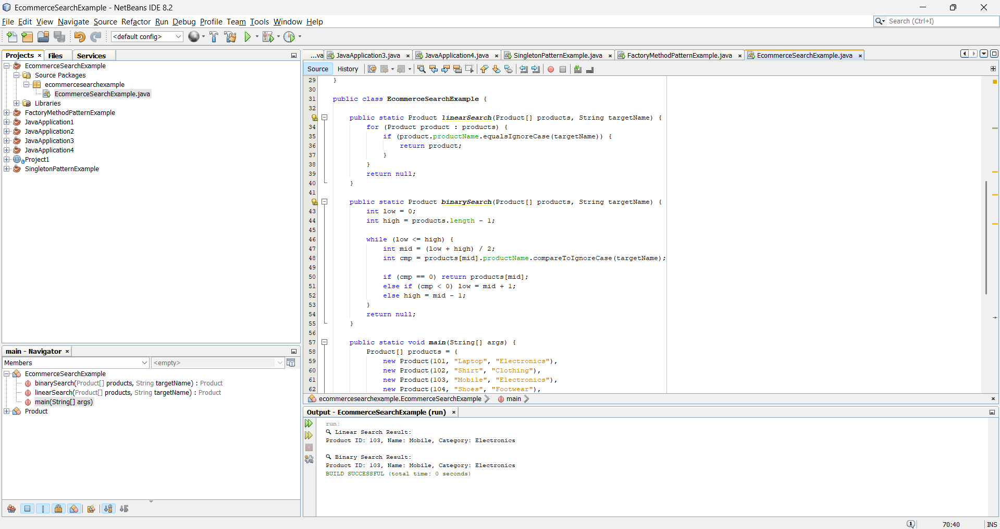 EcommerceSearchExample - NetBeans IDE 8.2
File Edit View Navigate Source Refactor Run Debug Profile Team Tools Window Help
Search (Ctrl+I)
<default config>
Projects Files Services
EcommerceSearchExample
Source Packages
ecommercesearchexample
EcommerceSearchExample.java
Libraries
FactoryMethodPatternExample
JavaApplication1
JavaApplication2
JavaApplication3
JavaApplication4
Project1
SingletonPatternExample
main - Navigator
Members <empty>
EcommerceSearchExample
binarySearch(Product[] products, String targetName) : Product
linearSearch(Product[] products, String targetName) : Product
main(String[] args)
Product
...va JavaApplication3.java JavaApplication4.java SingletonPatternExample.java FactoryMethodPatternExample.java EcommerceSearchExample.java
Source History
29 }
30
31 public class EcommerceSearchExample {
32
public static Product linearSearch(Product[] products, String targetName) {
34 for (Product product : products) {
35 if (product.productName.equalsIgnoreCase(targetName)) {
36 return product;
37 }
38 }
39 return null;
40 }
41
public static Product binarySearch(Product[] products, String targetName) {
43 int low = 0;
44 int high = products.length - 1;
45
46 while (low <= high) {
47 int mid = (low + high) / 2;
48 int cmp = products[mid].productName.compareToIgnoreCase(targetName);
49
50 if (cmp == 0) return products[mid];
51 else if (cmp < 0) low = mid + 1;
52 else high = mid - 1;
53 }
54 return null;
55 }
56
57 public static void main(String[] args) {
58 Product[] products = {
59 new Product(101, "Laptop", "Electronics"),
60 new Product(102, "Shirt", "Clothing"),
61 new Product(103, "Mobile", "Electronics"),
62 new Product(104, "Shoes", "Footwear"),
ecommercesearchexample.EcommerceSearchExample main
Output - EcommerceSearchExample (run)
run:
Linear Search Result:
Product ID: 103, Name: Mobile, Category: Electronics
Binary Search Result:
Product ID: 103, Name: Mobile, Category: Electronics
BUILD SUCCESSFUL (total time: 0 seconds)
1 70:40 INS